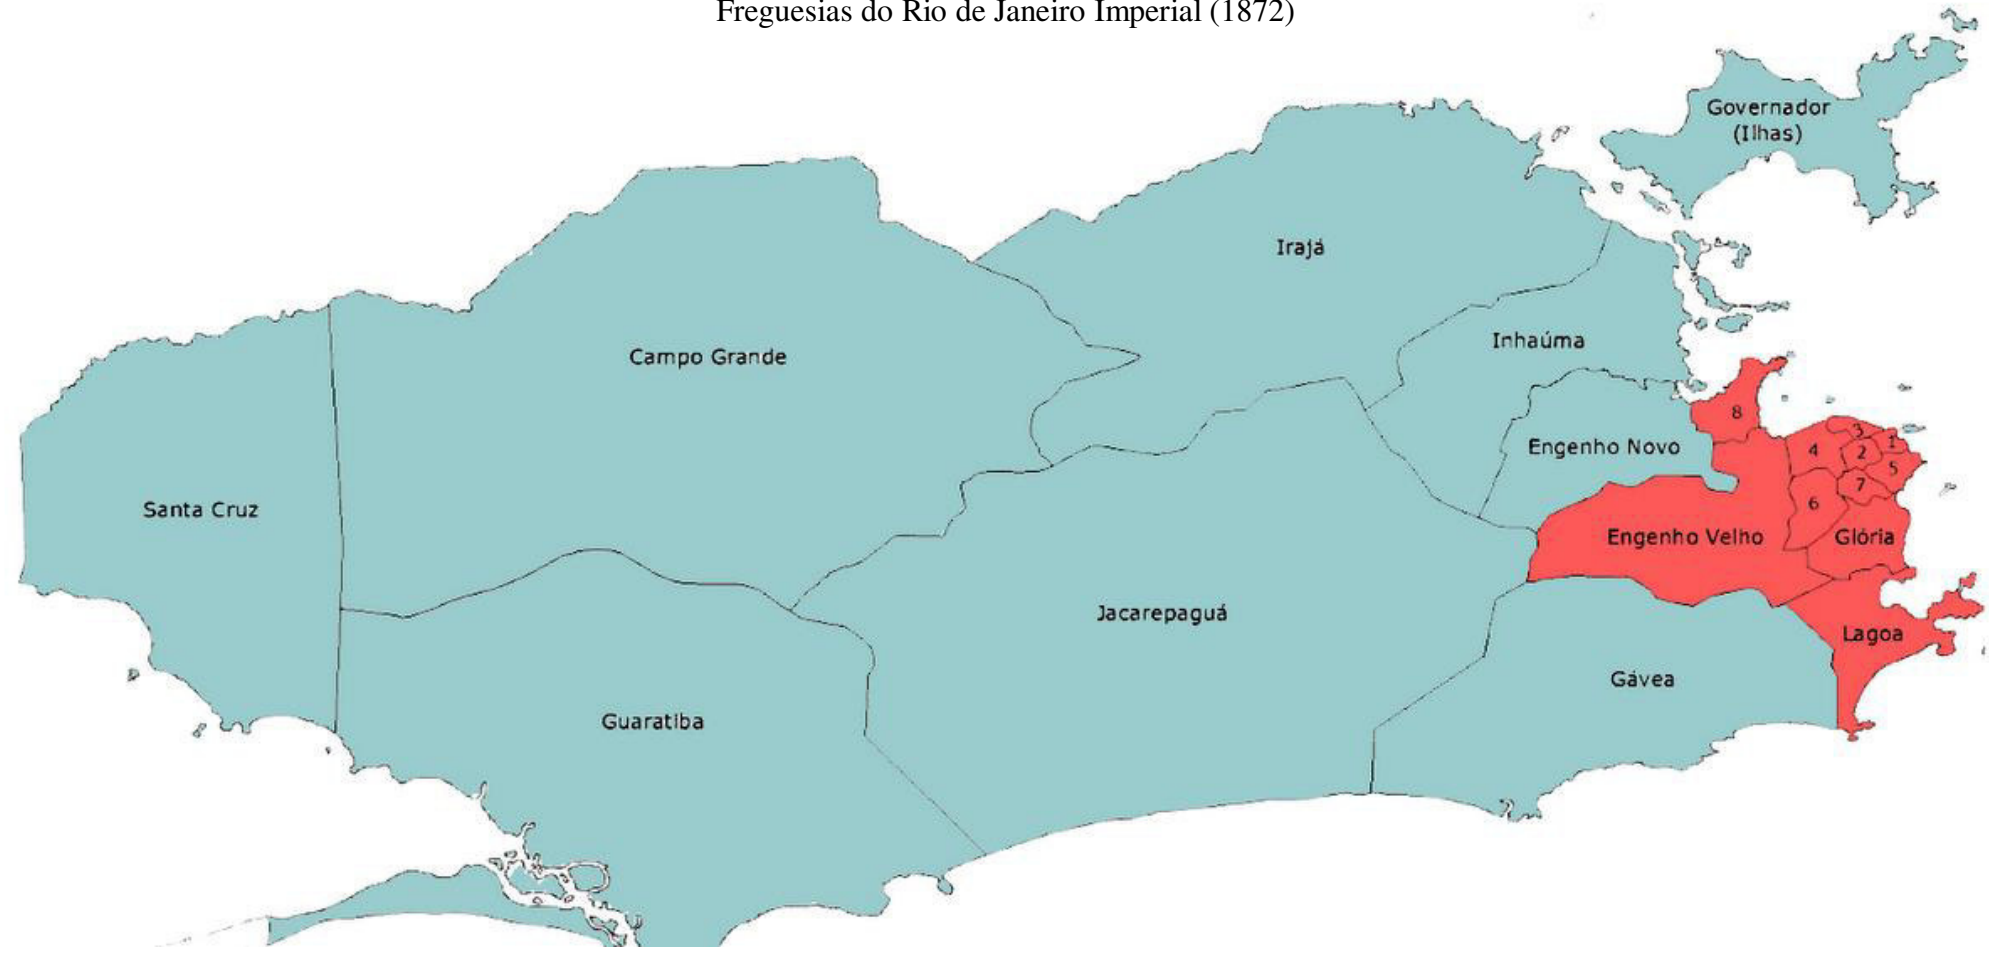 Freguesias do Rio de Janeiro Imperial (1872)
Governador
(Ilhas)
Irajá
Inhaúma
Campo Grande
8
3
1
4
2
5
7
6
Engenho Novo
Santa Cruz
Engenho Velho
Glória
Jacarepaguá
Lagoa
Gávea
Guaratiba